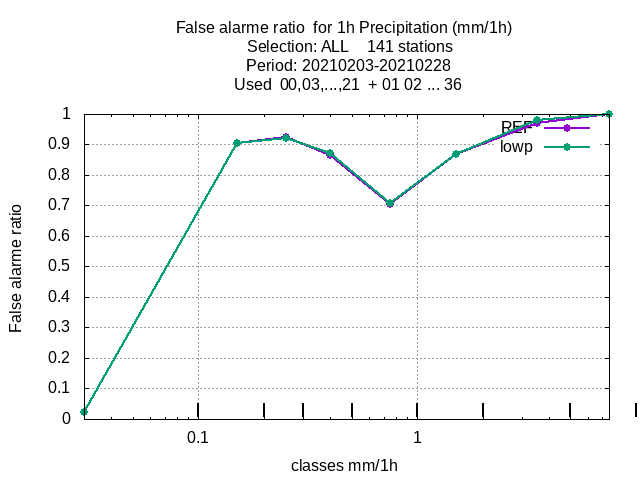 False alarme ratio  for 1h Precipitation (mm/1h)
Selection: ALL    141 stations
Period: 20210203-20210228
Used  00,03,...,21  + 01 02 ... 36
1
0.9
0.8
0.7
0.6
0.5
0.4
0.3
0.2
0.1
0
REF
lowp
False alarme ratio
0.1
1
classes mm/1h